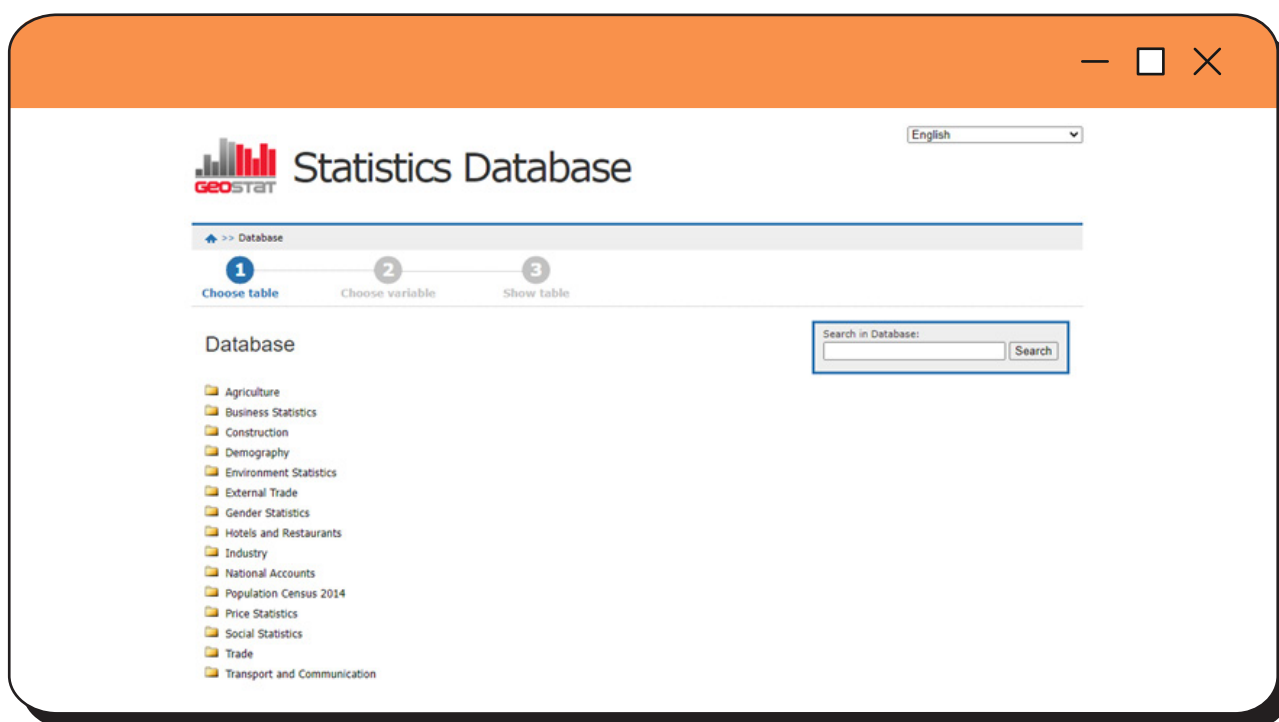 English
GEOSTAT
Statistics Database
>> Database
1 2 3
Choose table Choose variable Show table
Database
Search in Database:
Search
Agriculture
Business Statistics
Construction
Demography
Environment Statistics
External Trade
Gender Statistics
Hotels and Restaurants
Industry
National Accounts
Population Census 2014
Price Statistics
Social Statistics
Trade
Transport and Communication